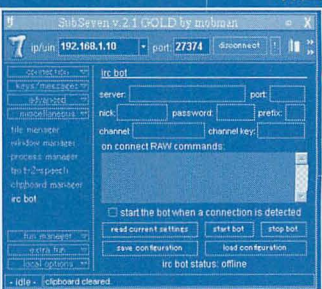 SubSeven v.2.1 GOLD by mobman
ip/uin 192.168.1.10 port: 27374 disconnect !
connection
keys/messages
advanced
miscellaneous
file manager
window manager
process manager
text-2-speech
clipboard manager
irc bot
fun manager
extra fun
local options
irc bot
server: port:
nick: password: prefix:
channel channel key:
on connect RAW commands:
start the bot when a connection is detected
read current settings start bot stop bot
save configuration load configuration
irc bot status: offline
- idle - clipboard cleared.